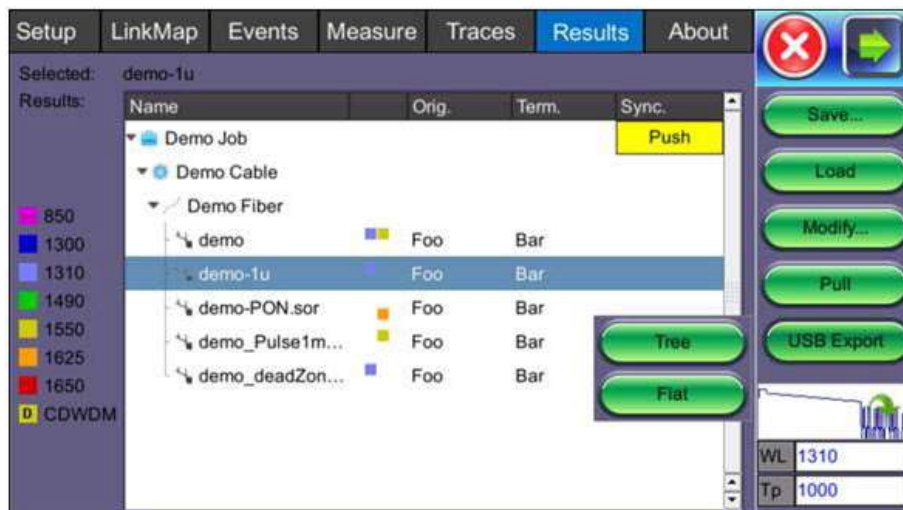 Setup LinkMap Events Measure Traces Results About
Selected: demo-1u
Results:
Name Orig. Term. Sync.
Demo Job Push
Demo Cable
Demo Fiber
demo Foo Bar
demo-1u Foo Bar
demo-PON.sor Foo Bar
demo_Pulse1m... Foo Bar
demo_deadZon... Foo Bar
850
1300
1310
1490
1550
1625
1650
D CDWDM
Tree
Flat
Save...
Load
Modify...
Pull
USB Export
WL 1310
Tp 1000